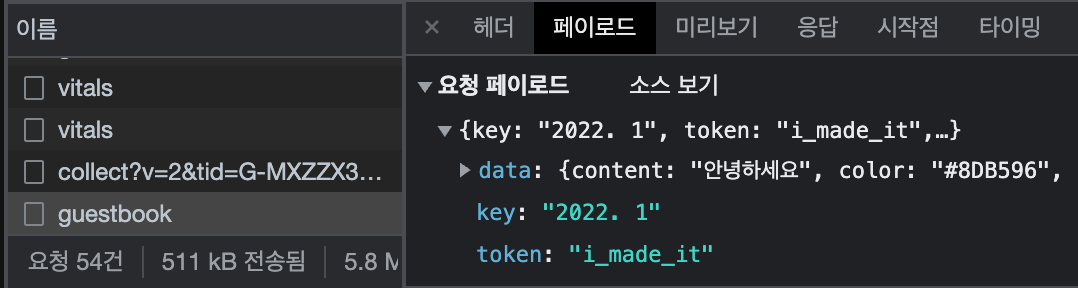 이름
vitals
vitals
collect?v=2&tid=G-MXZZX3...
guestbook
요청 54건 511 kB 전송됨 5.8 M
× 헤더 페이로드 미리보기 응답 시작점 타이밍
▼ 요청 페이로드 소스 보기
▼ {key: "2022. 1", token: "i_made_it",…}
▶ data: {content: "안녕하세요", color: "#8DB596",
key: "2022. 1"
token: "i_made_it"